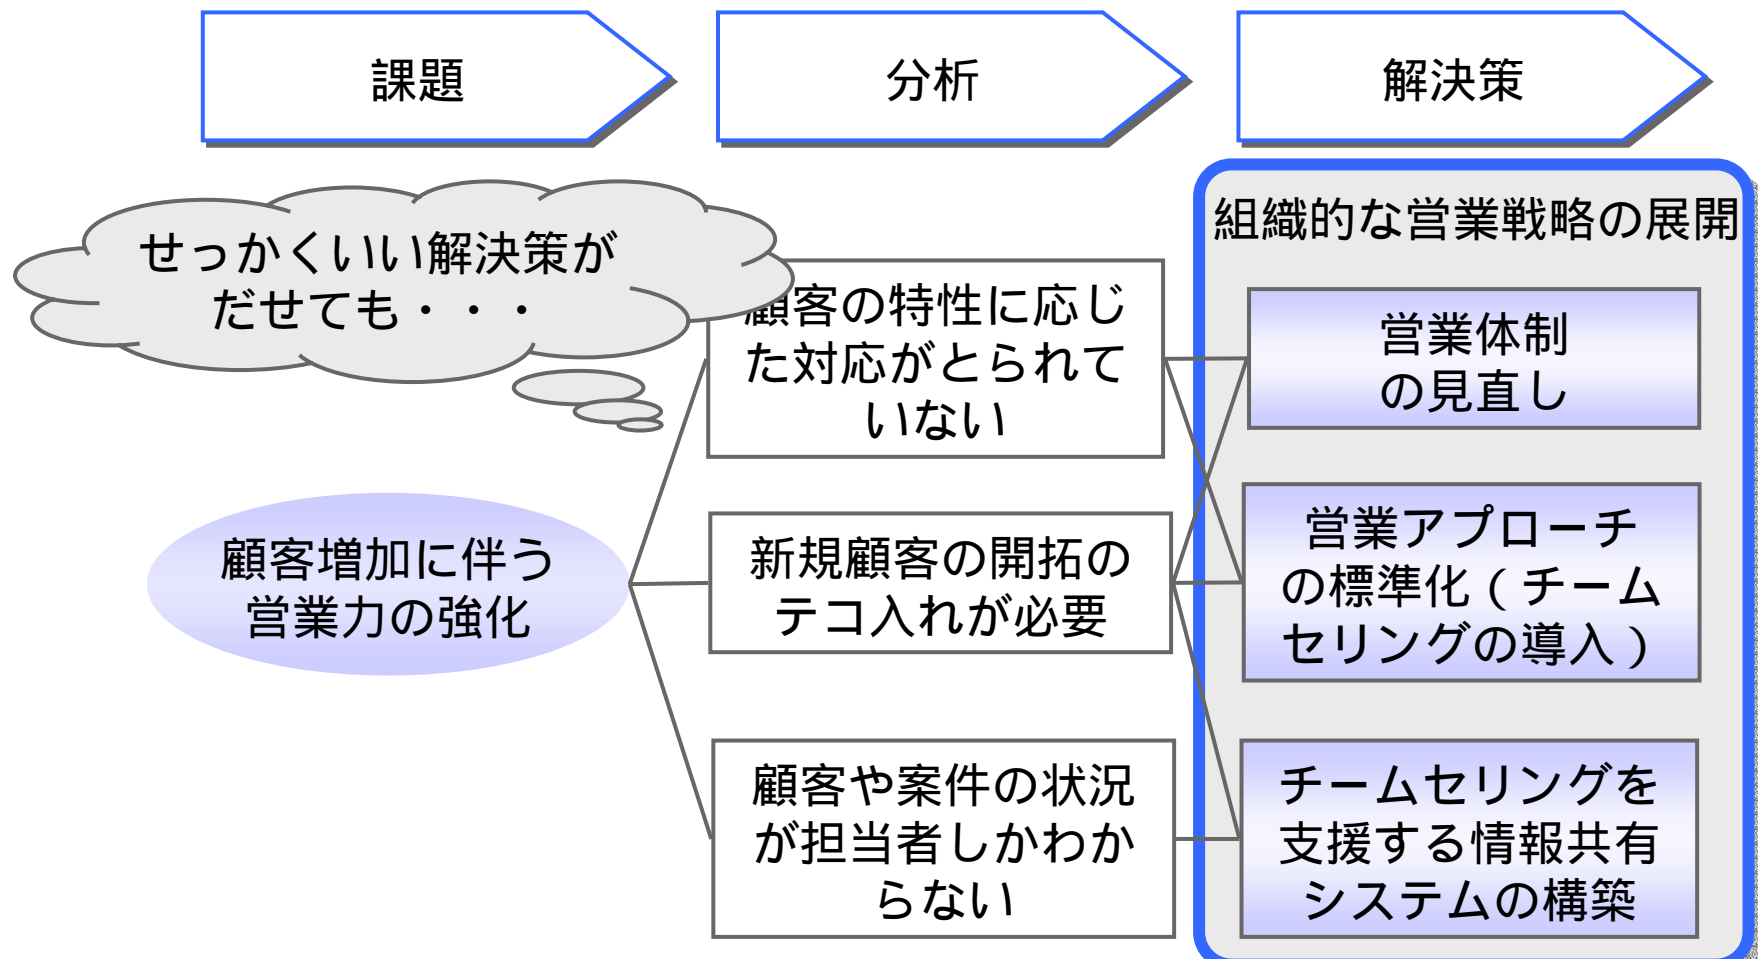 課題
分析
解決策
せっかくいい解決策が
だせても・・・
組織的な営業戦略の展開
顧客の特性に応じ
た対応がとられて
いない
営業体制
の見直し
顧客増加に伴う
営業力の強化
新規顧客の開拓の
テコ入れが必要
営業アプローチ
の標準化（チーム
セリングの導入）
顧客や案件の状況
が担当者しかわか
らない
チームセリングを
支援する情報共有
システムの構築